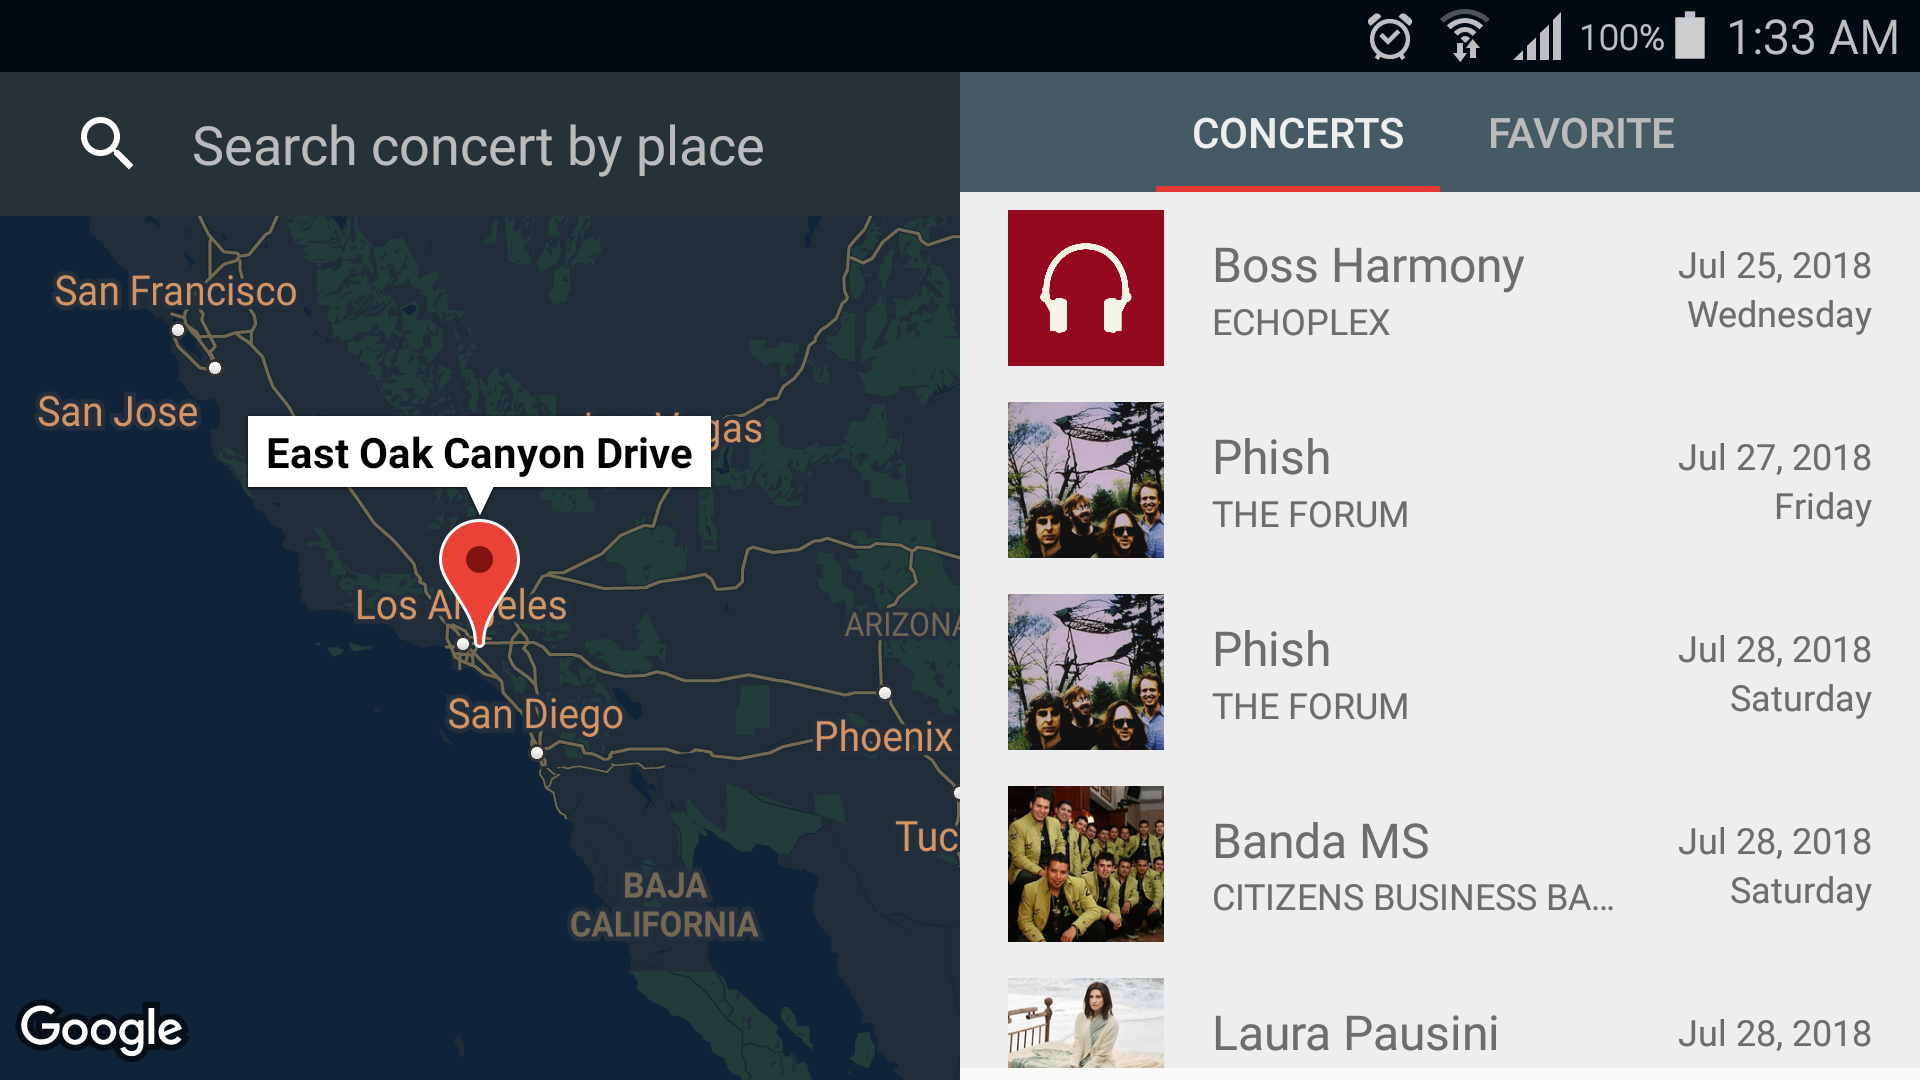 100% 1:33 AM
Search concert by place
CONCERTS FAVORITE
San Francisco
San Jose
East Oak Canyon Drive
Los Angeles
ARIZONA
San Diego
Phoenix
Tuc
BAJA
CALIFORNIA
Google
Boss Harmony Jul 25, 2018
ECHOPLEX Wednesday
Phish Jul 27, 2018
THE FORUM Friday
Phish Jul 28, 2018
THE FORUM Saturday
Banda MS Jul 28, 2018
CITIZENS BUSINESS BA... Saturday
Laura Pausini Jul 28, 2018